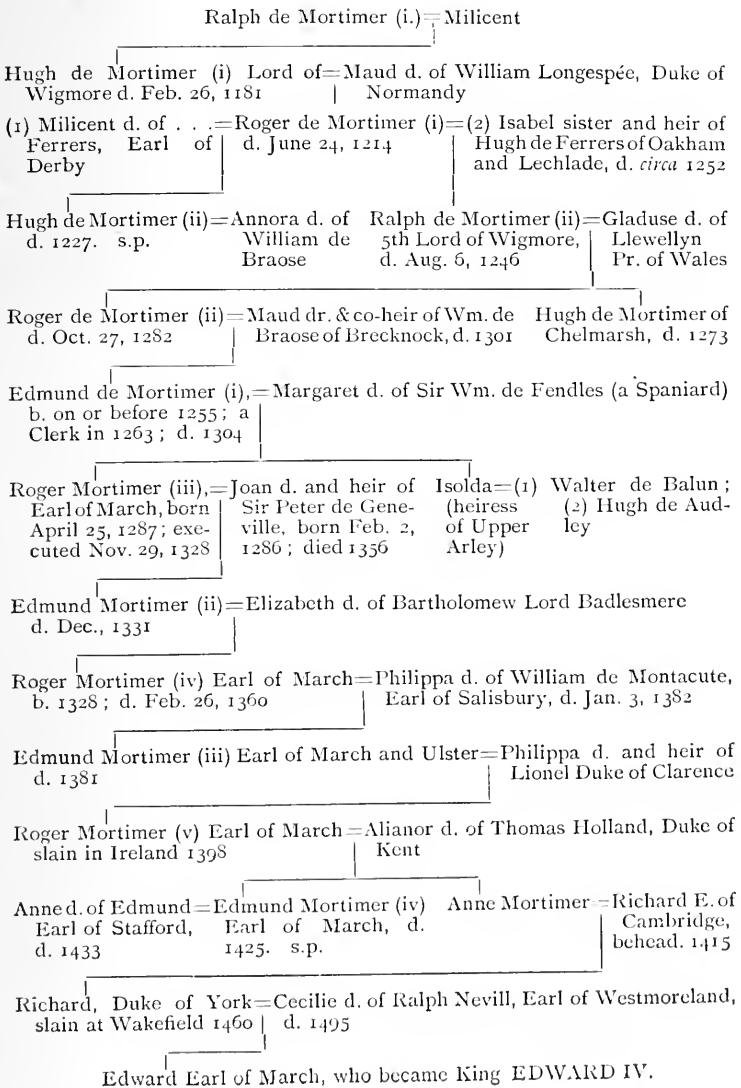 Ralph de Mortimer (i.)=Milicent
Hugh de Mortimer (i) Lord of=Maud d. of William Longespée, Duke of
Wigmore d. Feb. 26, 1181 Normandy
(1) Milicent d. of . . .=Roger de Mortimer (i)=(2) Isabel sister and heir of
Ferrers, Earl of d. June 24, 1214 Hugh de Ferrers of Oakham
Derby and Lechlade, d. circa 1252
Hugh de Mortimer (ii)=Annora d. of Ralph de Mortimer (ii)=Gladuse d. of
d. 1227. s.p. William de 5th Lord of Wigmore, Llewellyn
Braose d. Aug. 6, 1246 Pr. of Wales
Roger de Mortimer (ii)=Maud dr. & co-heir of Wm. de Hugh de Mortimer of
d. Oct. 27, 1282 Braose of Brecknock, d. 1301 Chelmarsh, d. 1273
Edmund de Mortimer (i),=Margaret d. of Sir Wm. de Fendles (a Spaniard)
b. on or before 1255; a
Clerk in 1263; d. 1304
Roger Mortimer (iii),=Joan d. and heir of Isolda=(1) Walter de Balun;
Earl of March, born Sir Peter de Gene- (heiress (2) Hugh de Aud-
April 25, 1287; exe- ville, born Feb. 2, of Upper ley
cuted Nov. 29, 1328 1286; died 1356 Arley)
Edmund Mortimer (ii)=Elizabeth d. of Bartholomew Lord Badlesmere
d. Dec., 1331
Roger Mortimer (iv) Earl of March=Philippa d. of William de Montacute,
b. 1328; d. Feb. 26, 1360 Earl of Salisbury, d. Jan. 3, 1382
Edmund Mortimer (iii) Earl of March and Ulster=Philippa d. and heir of
d. 1381 Lionel Duke of Clarence
Roger Mortimer (v) Earl of March=Alianor d. of Thomas Holland, Duke of
slain in Ireland 1398 Kent
Anne d. of Edmund=Edmund Mortimer (iv) Anne Mortimer=Richard E. of
Earl of Stafford, Earl of March, d. Cambridge,
d. 1433 1425. s.p. behead. 1415
Richard, Duke of York=Cecilie d. of Ralph Nevill, Earl of Westmoreland,
slain at Wakefield 1460 d. 1495
Edward Earl of March, who became King EDWARD IV.